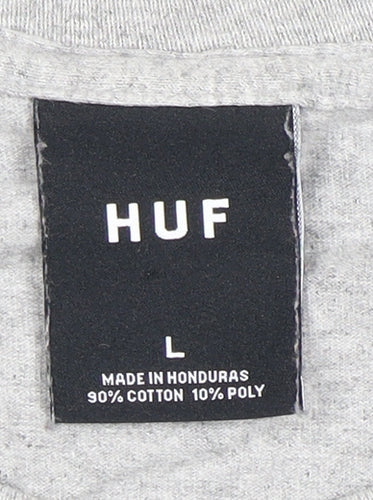 HUF
L
MADE IN HONDURAS
90% COTTON 10% POLY